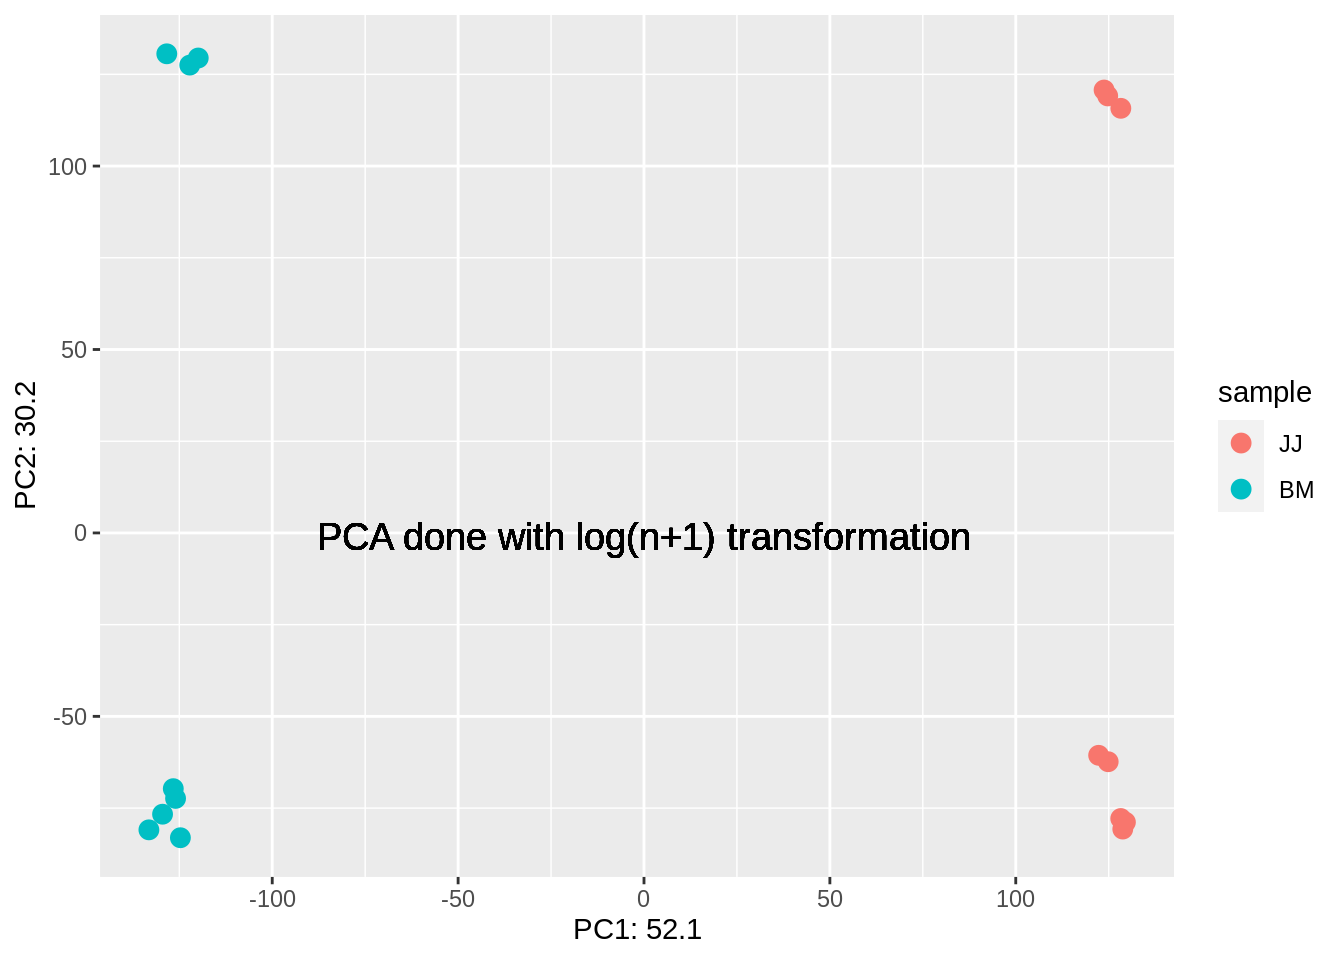 100
50
0
-50
PC2: 30.2
PCA done with log(n+1) transformation
-100
-50
0
50
100
PC1: 52.1
sample
JJ
BM